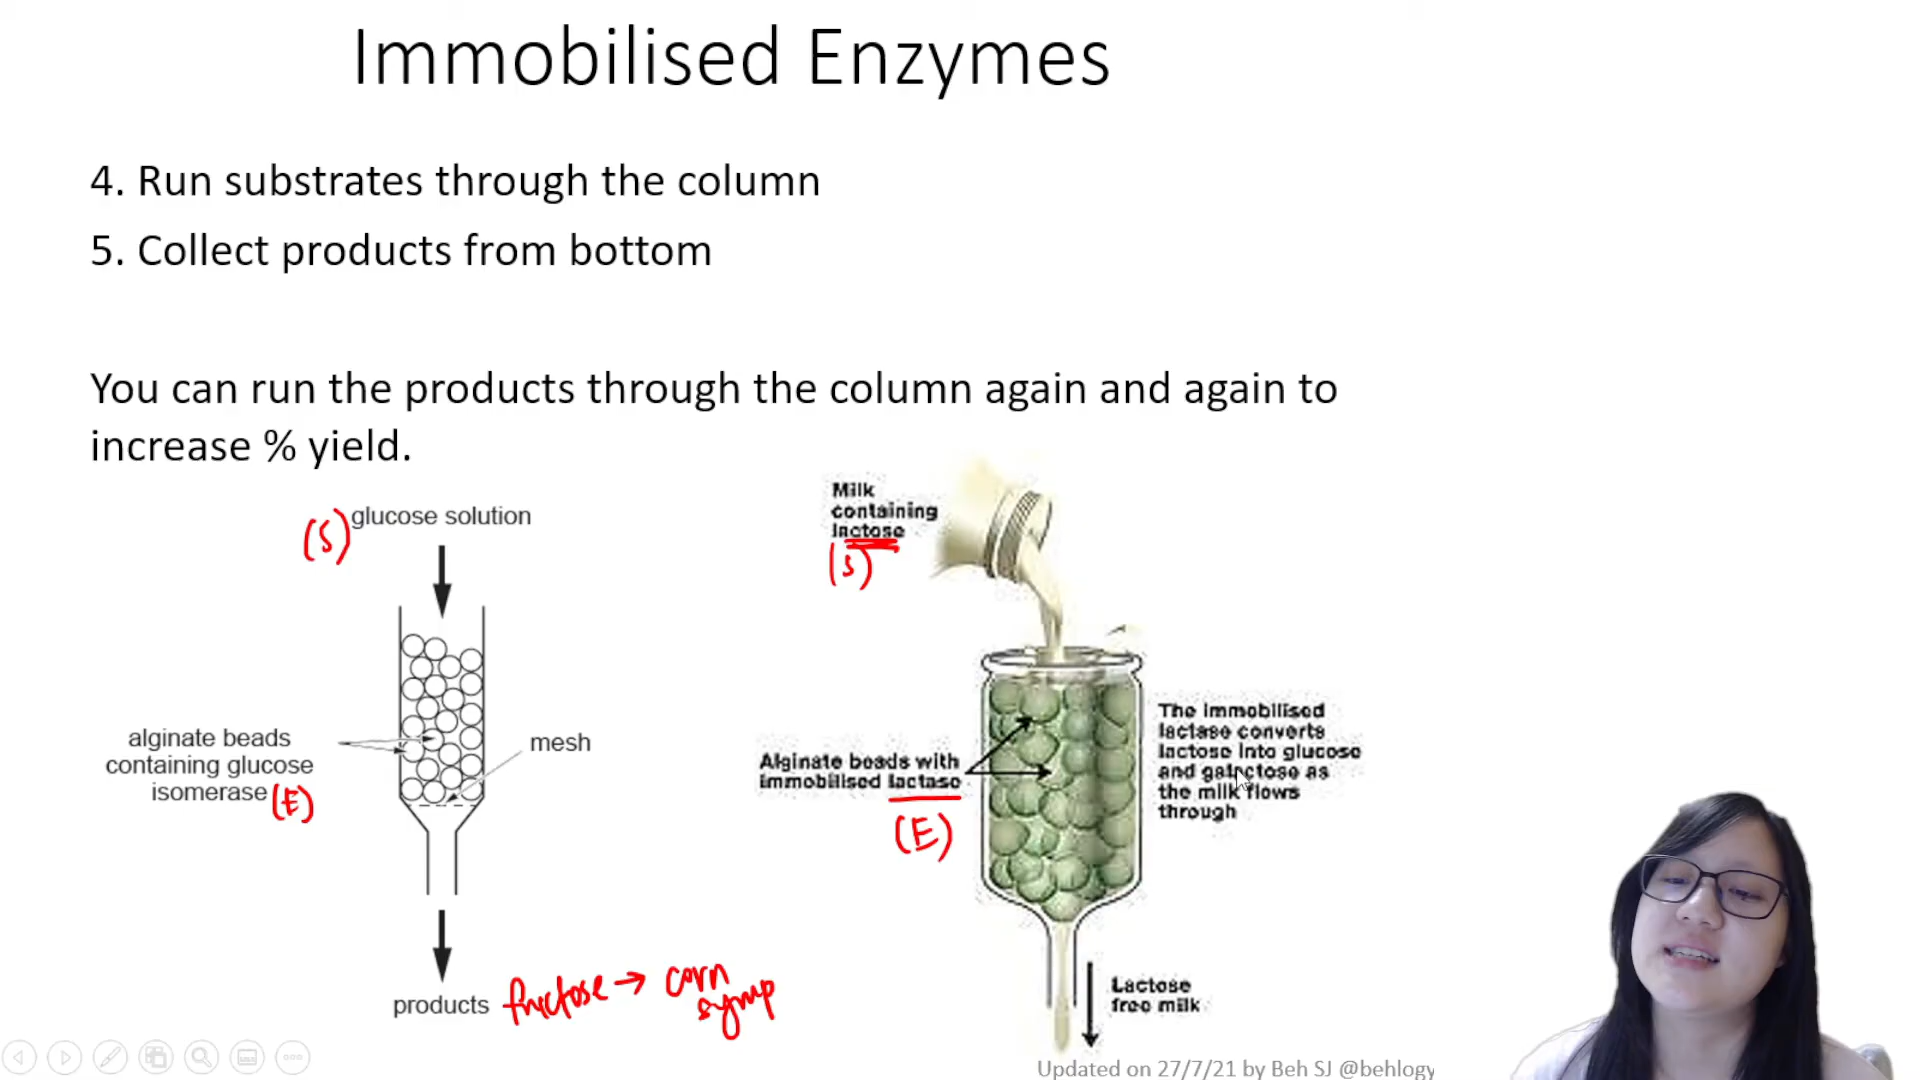 Immobilised Enzymes
4. Run substrates through the column
5. Collect products from bottom
You can run the products through the column again and again to
increase % yield.
(S) glucose solution
alginate beads
containing glucose
isomerase (E)
mesh
products fructose → corn
syrup
Milk
containing
lactose
(S)
Alginate beads with
immobilised lactase
(E)
The immobilised
lactase converts
lactose into glucose
and galactose as
the milk flows
through
Lactose
free milk
Updated on 27/7/21 by Beh SJ @behlogy